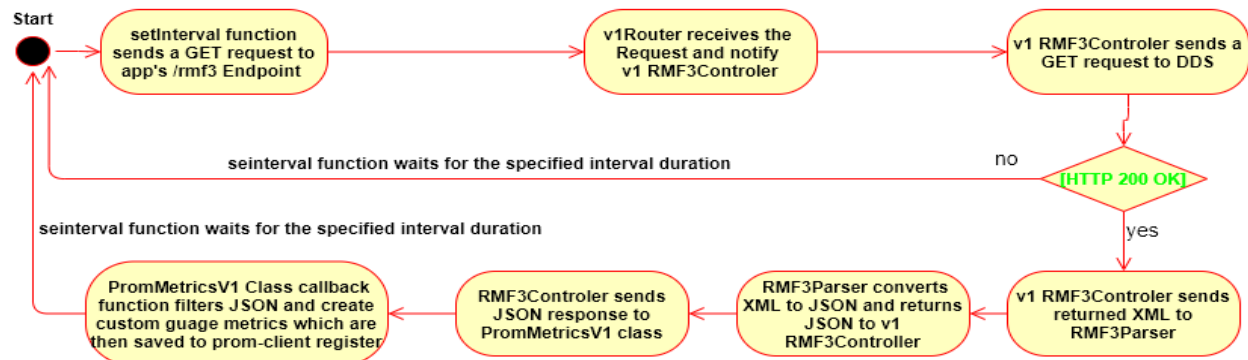 Start
setInterval function
sends a GET request to
app's /rmf3 Endpoint
v1Router receives the
Request and notify
v1 RMF3Controler
v1 RMF3Controler sends a
GET request to DDS
seinterval function waits for the specified interval duration
no
[HTTP 200 OK]
seinterval function waits for the specified interval duration
yes
PromMetricsV1 Class callback
function filters JSON and create
custom guage metrics which are
then saved to prom-client register
RMF3Controler sends
JSON response to
PromMetricsV1 class
RMF3Parser converts
XML to JSON and returns
JSON to v1
RMF3Controller
v1 RMF3Controler sends
returned XML to
RMF3Parser